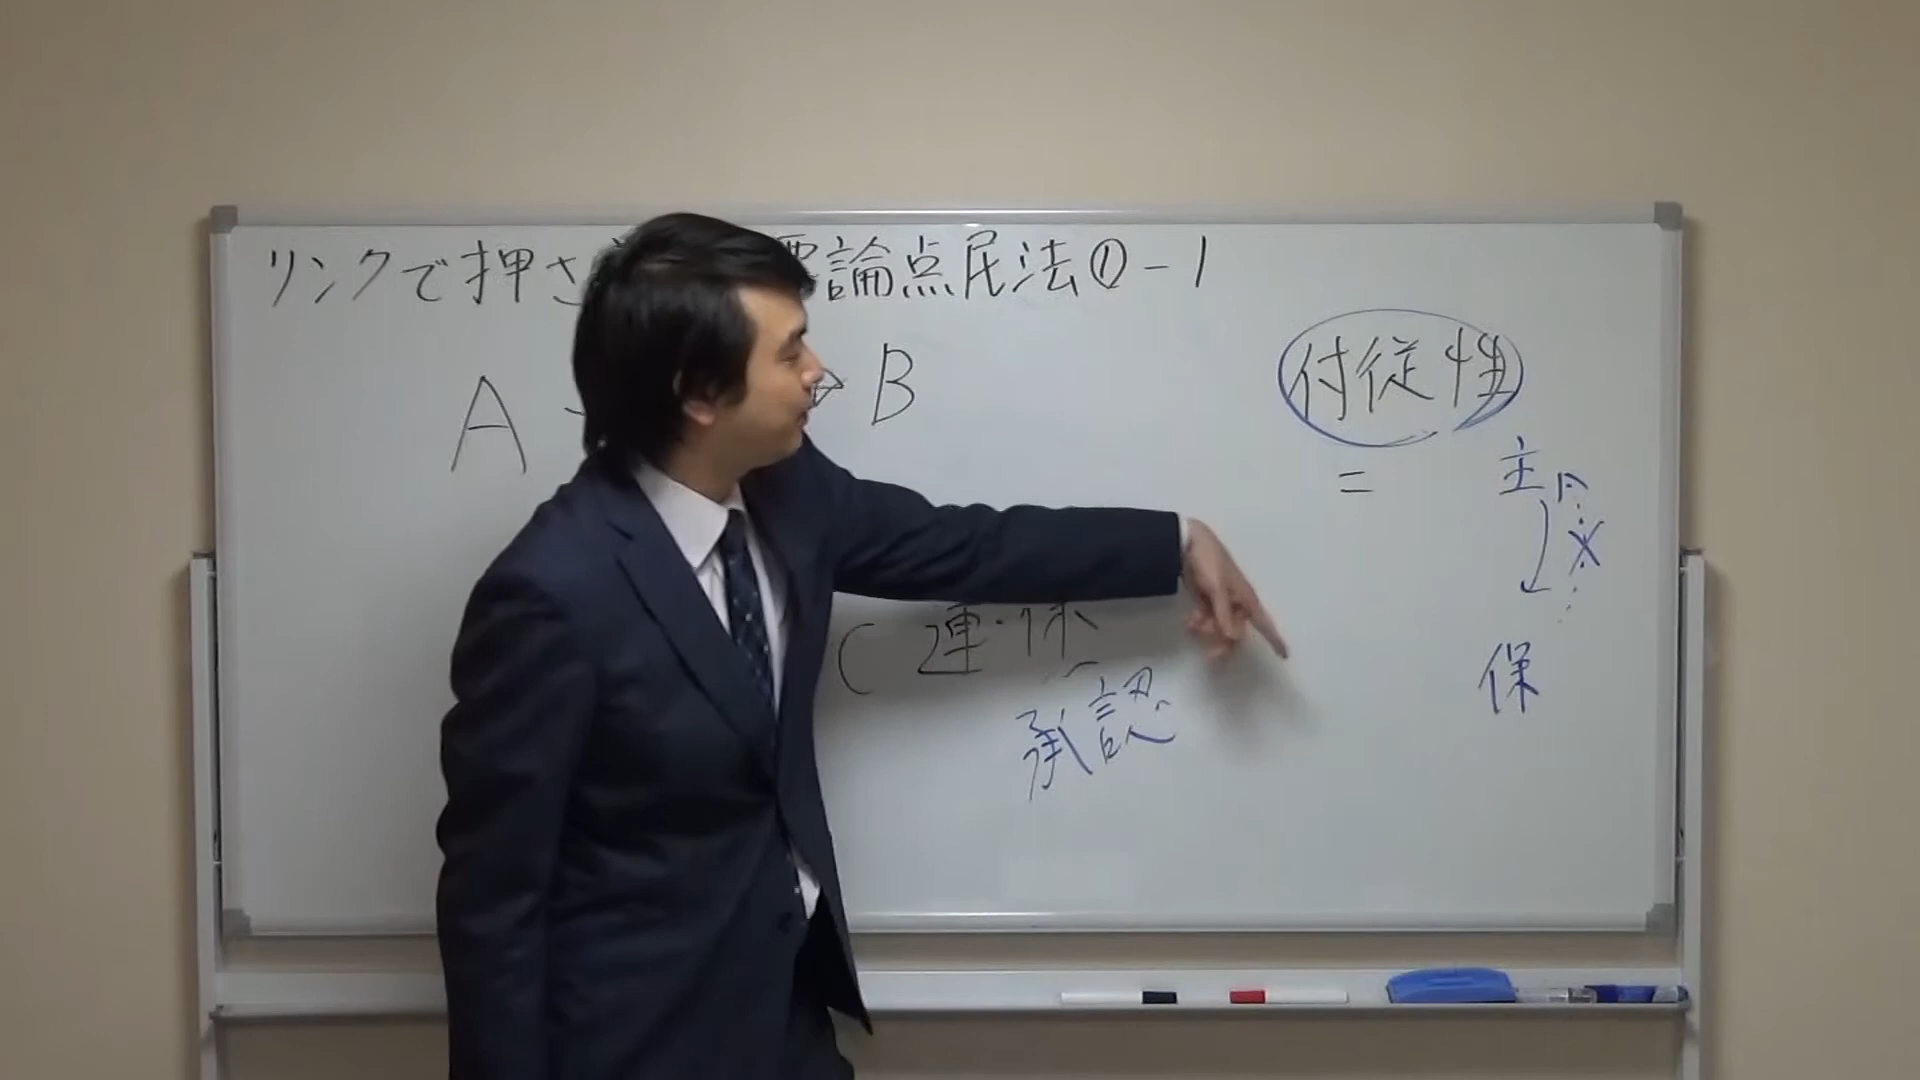 リンクで押さ 論点民法①-1
A → B
付従性
=
主
保
C 連・保
承認